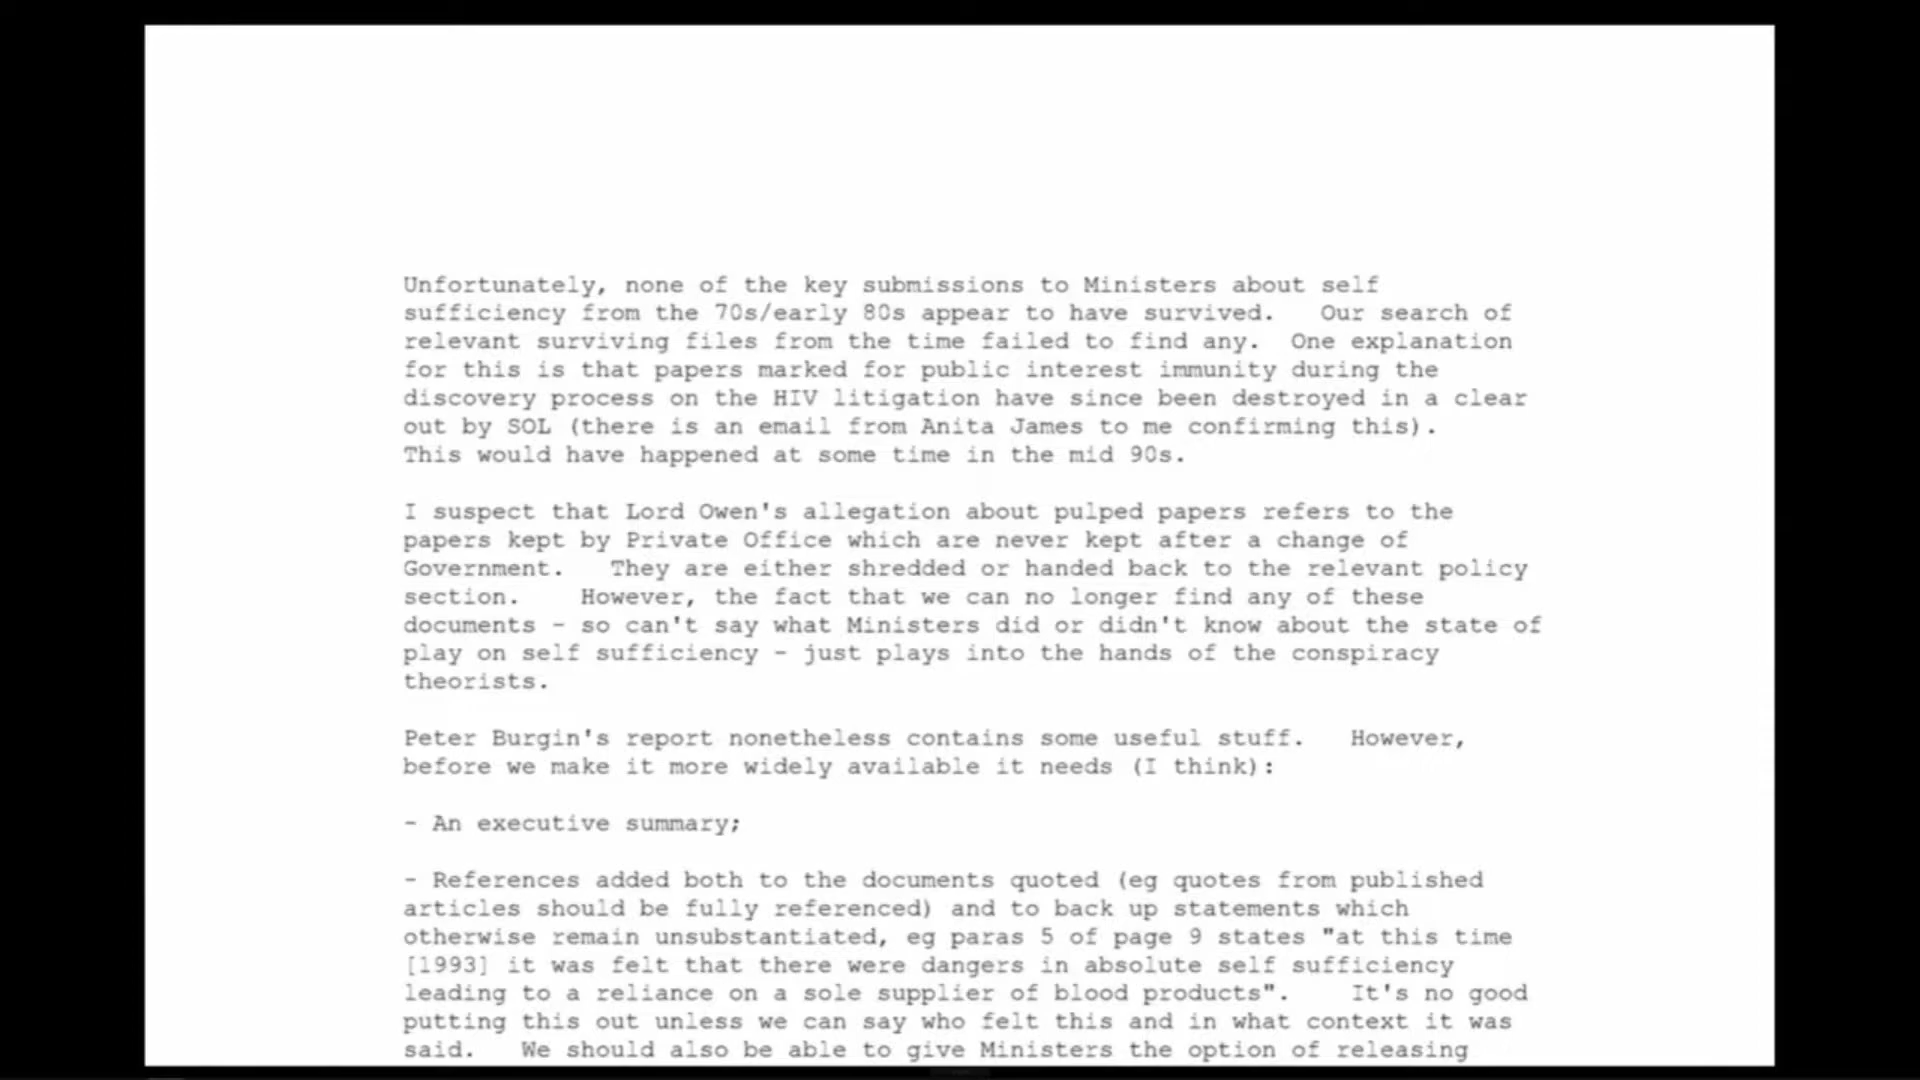 Unfortunately, none of the key submissions to Ministers about self
sufficiency from the 70s/early 80s appear to have survived.   Our search of
relevant surviving files from the time failed to find any.  One explanation
for this is that papers marked for public interest immunity during the
discovery process on the HIV litigation have since been destroyed in a clear
out by SOL (there is an email from Anita James to me confirming this).
This would have happened at some time in the mid 90s.
I suspect that Lord Owen's allegation about pulped papers refers to the
papers kept by Private Office which are never kept after a change of
Government.   They are either shredded or handed back to the relevant policy
section.    However, the fact that we can no longer find any of these
documents - so can't say what Ministers did or didn't know about the state of
play on self sufficiency - just plays into the hands of the conspiracy
theorists.
Peter Burgin's report nonetheless contains some useful stuff.   However,
before we make it more widely available it needs (I think):
- An executive summary;
- References added both to the documents quoted (eg quotes from published
articles should be fully referenced) and to back up statements which
otherwise remain unsubstantiated, eg paras 5 of page 9 states "at this time
[1993] it was felt that there were dangers in absolute self sufficiency
leading to a reliance on a sole supplier of blood products".    It's no good
putting this out unless we can say who felt this and in what context it was
said.   We should also be able to give Ministers the option of releasing